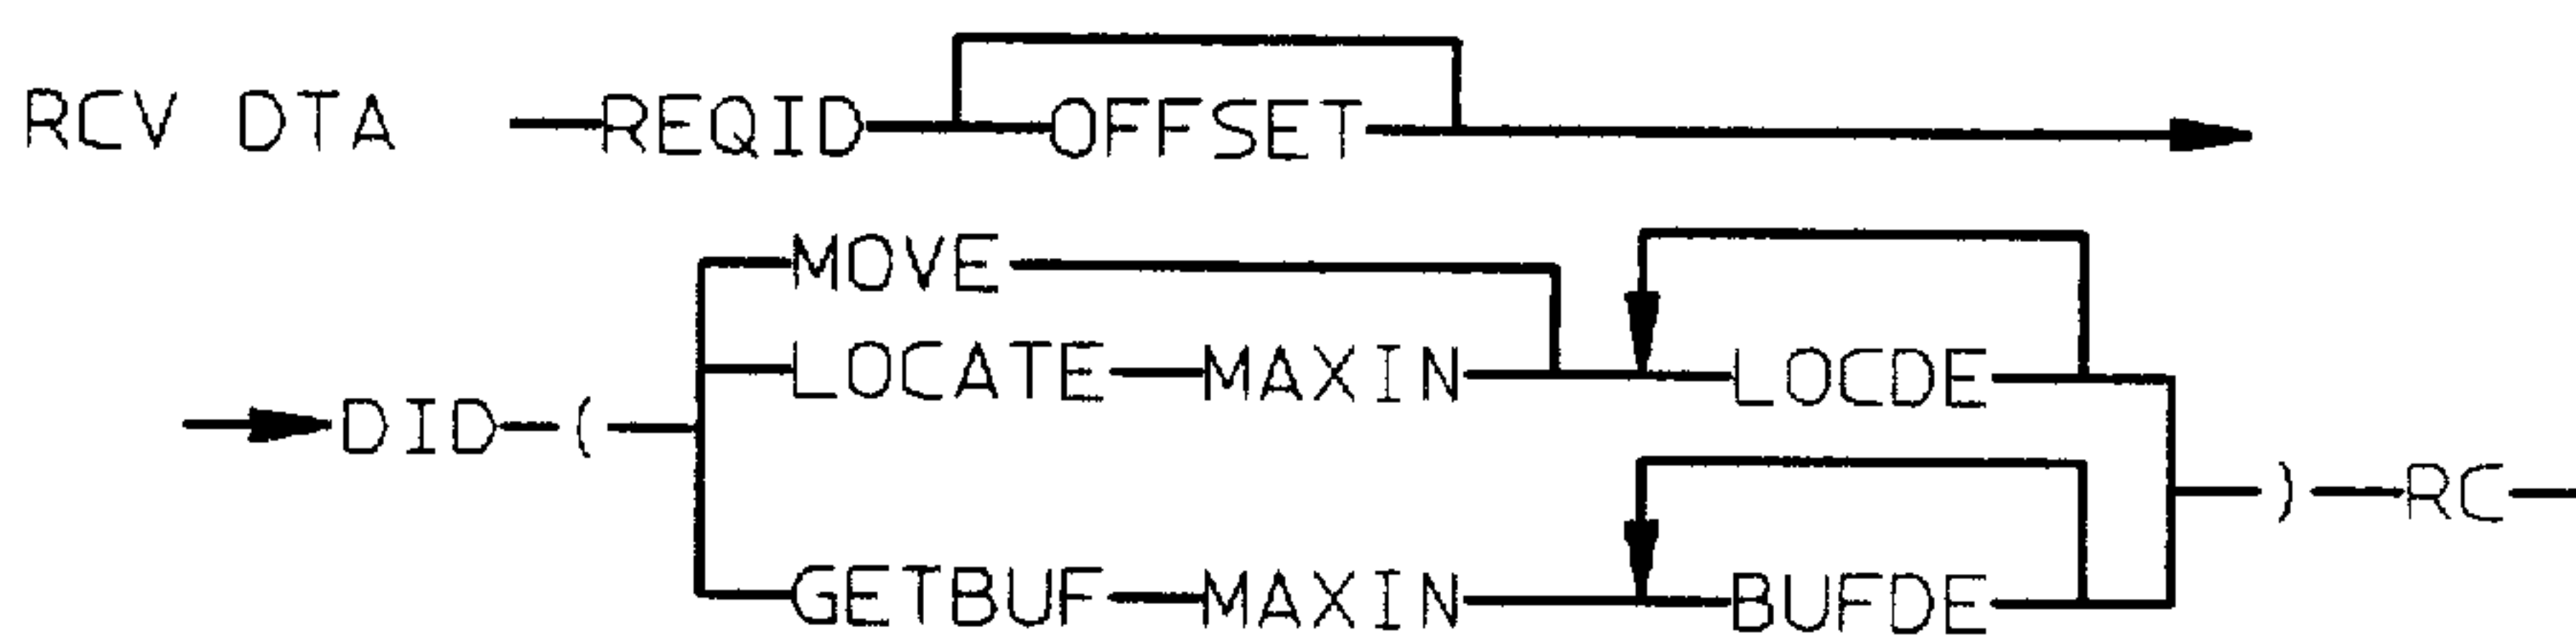 RCV DTA REQID OFFSET
MOVE
LOCATE MAXIN LOCDE
DID ( ) RC
GETBUF MAXIN BUFDE